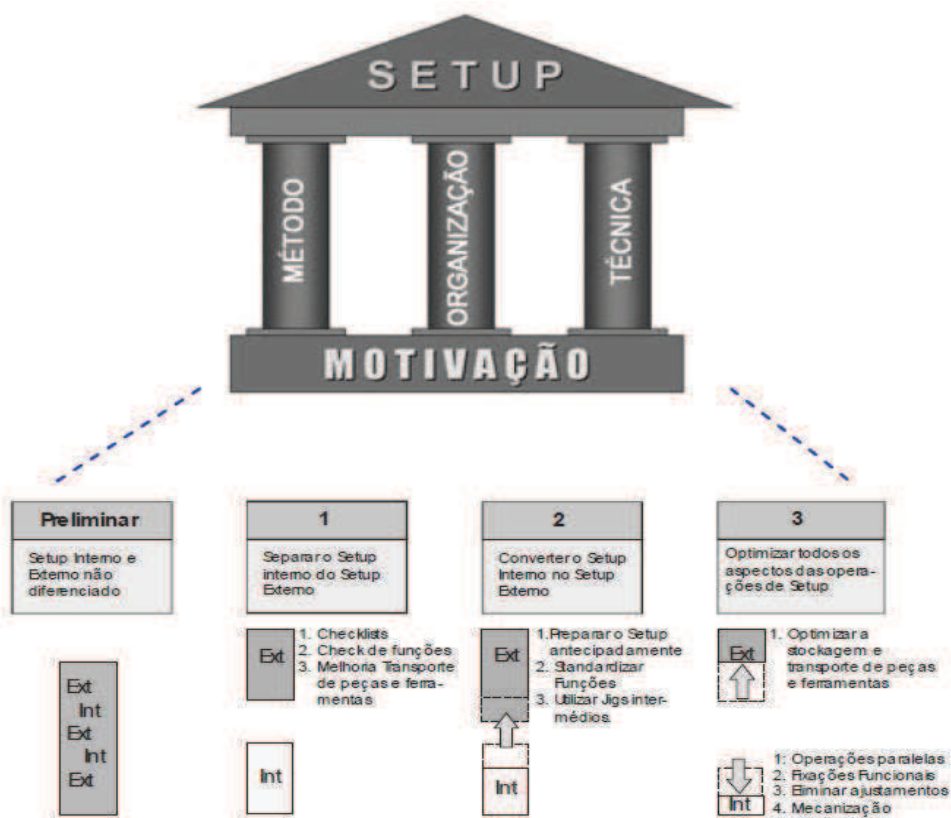 SETUP
MÉTODO
ORGANIZAÇÃO
TÉCNICA
MOTIVAÇÃO
Preliminar
Setup Interno e
Externo não
diferenciado
Ext
Int
Ext
Int
Ext
1
Separar o Setup
interno do Setup
Externo
Ext
1. Checklists
2. Check de funções
3. Melhoria Transporte
de peças e ferra-
mentas
Int
2
Converter o Setup
Interno no Setup
Externo
Ext
1. Preparar o Setup
antecipadamente
2. Standardizar
Funções
3. Utilizar Jigs inter-
médios.
Int
3
Optimizar todos os
aspectos das opera-
ções de Setup
Ext
1. Optimizar a
stockagem e
transporte de peças
e ferramentas
Int
1: Operações paralelas
2. Fixações Funcionais
3. Eliminar ajustamentos
4. Mecanização